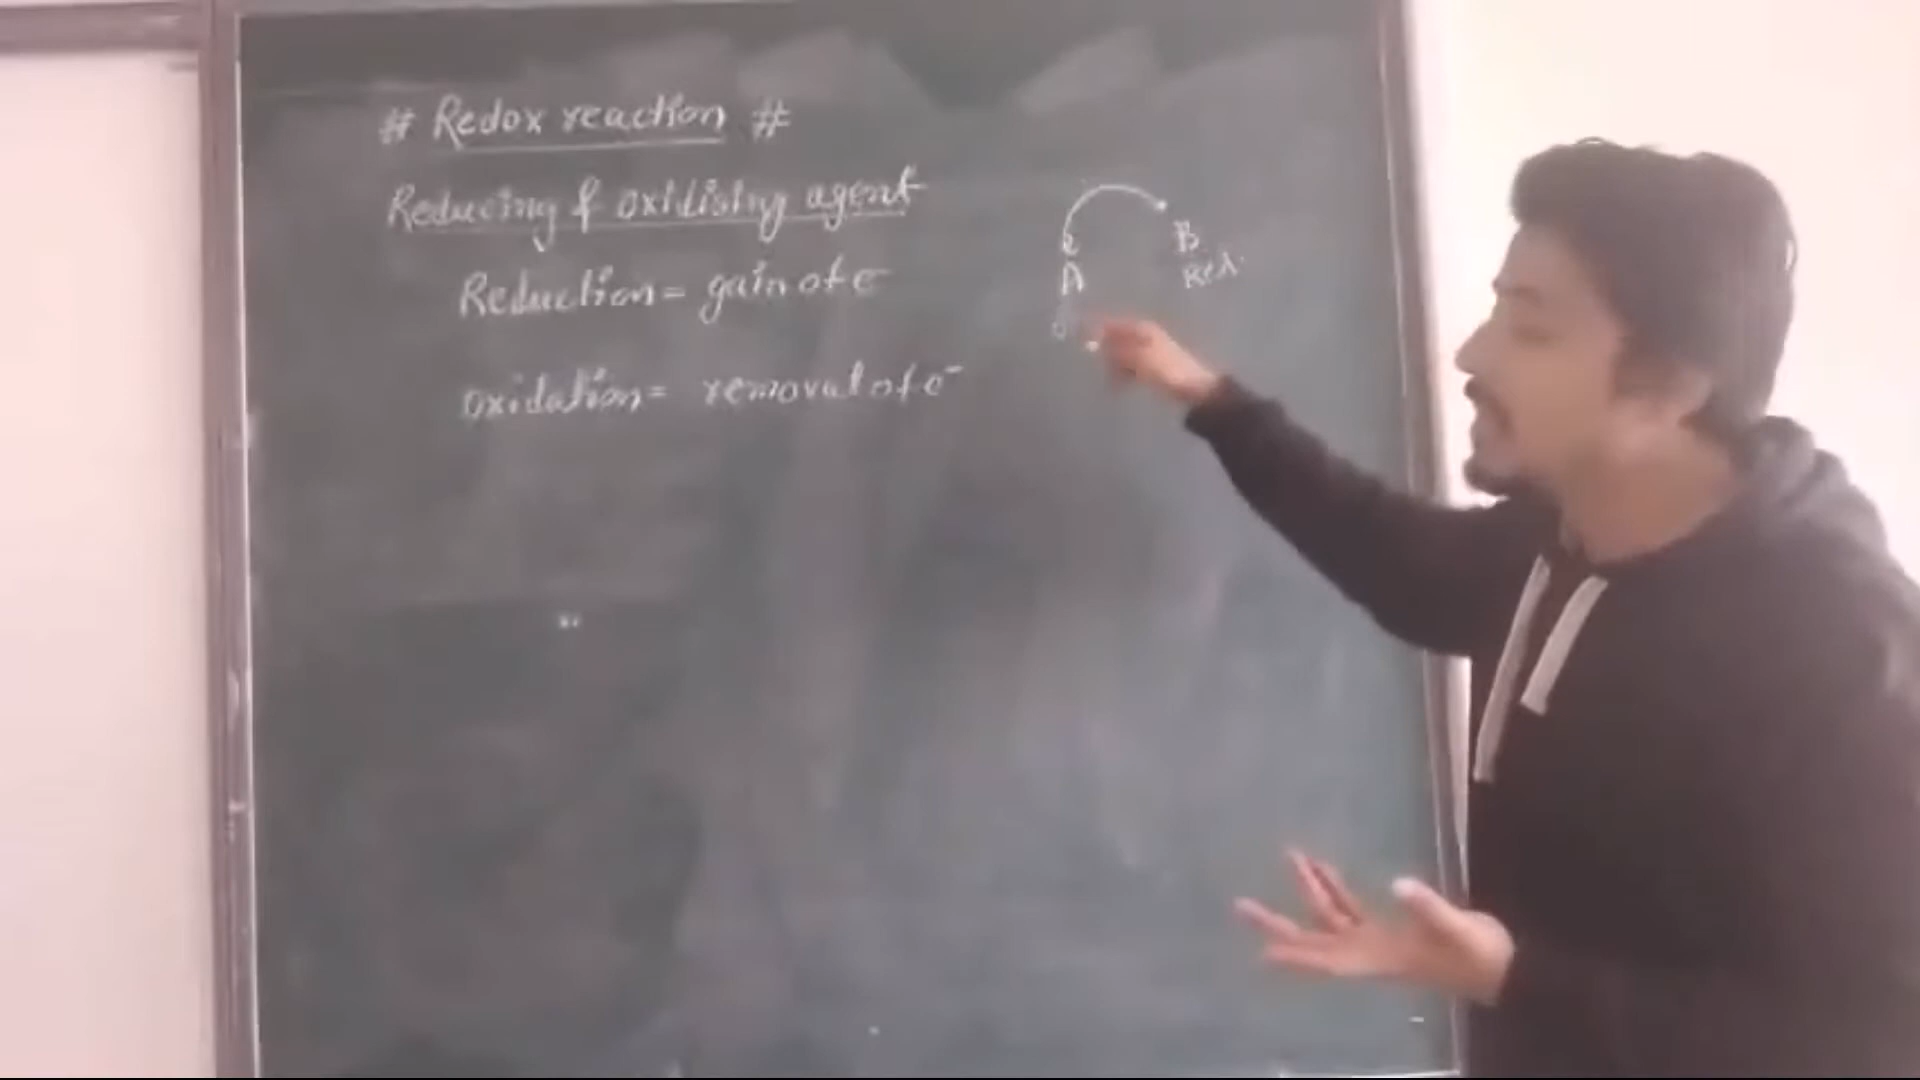 # Redox reaction #
Reducing & oxidising agent
Reduction = gain of e⁻
oxidation = removal of e⁻
e
A
B
Red.